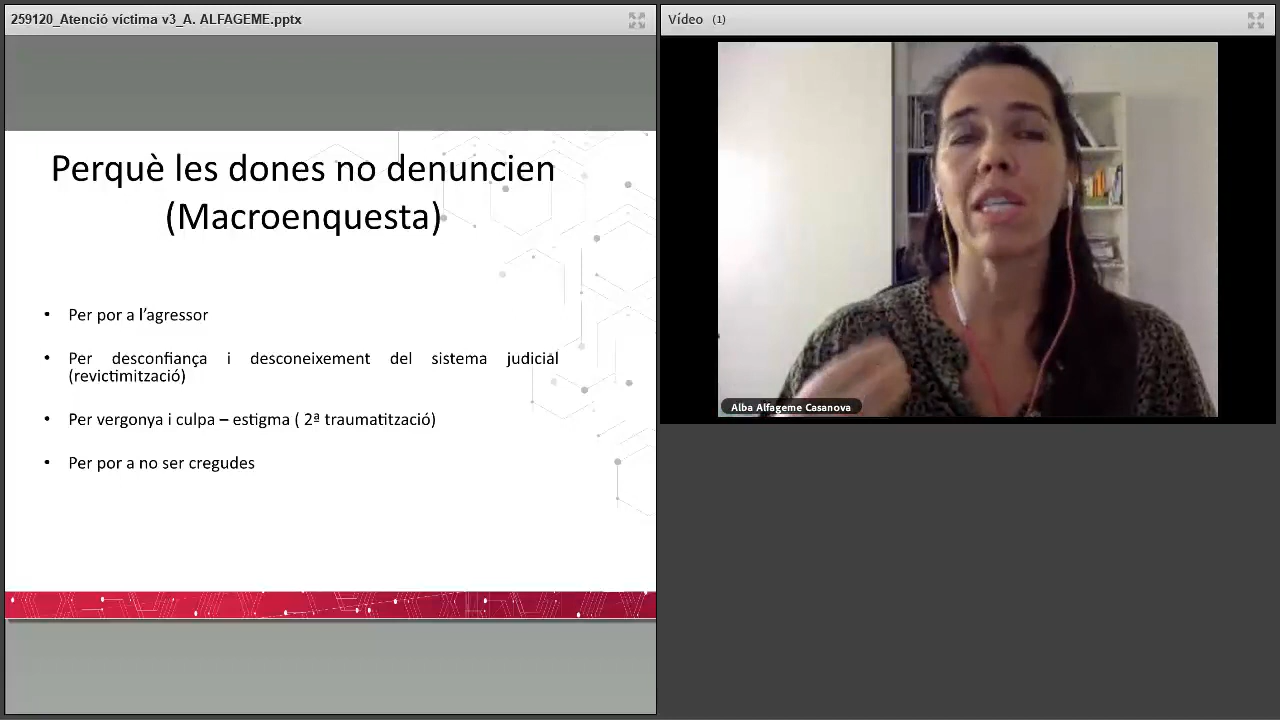 259120_Atenció víctima v3_A. ALFAGEME.pptx
Perquè les dones no denuncien
(Macroenquesta)
• Per por a l’agressor
• Per desconfiança i desconeixement del sistema judicial
(revictimització)
• Per vergonya i culpa – estigma ( 2ª traumatització)
• Per por a no ser cregudes
Vídeo (1)
Alba Alfageme Casanova